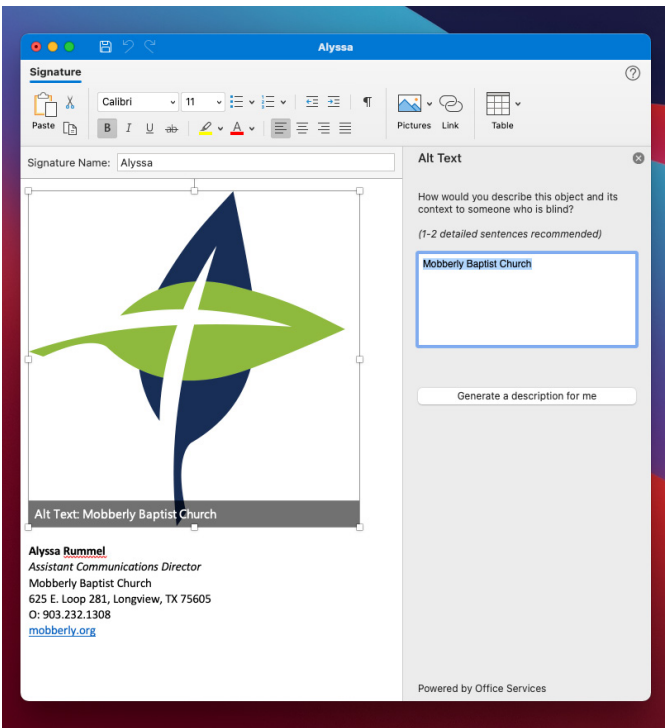 Alyssa
Signature
Calibri
11
B I U ab A
Paste
Pictures Link Table
Signature Name: Alyssa
Alt Text: Mobberly Baptist Church
Alyssa Rummel
Assistant Communications Director
Mobberly Baptist Church
625 E. Loop 281, Longview, TX 75605
O: 903.232.1308
mobberly.org
Alt Text
How would you describe this object and its
context to someone who is blind?
(1-2 detailed sentences recommended)
Mobberly Baptist Church
Generate a description for me
Powered by Office Services